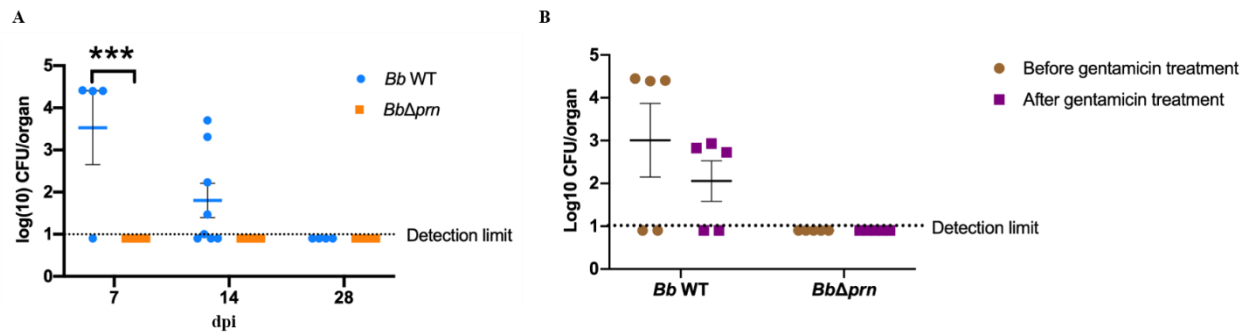 A
***
log(10) CFU/organ
5
4
3
2
1
0
7
14
28
dpi
Bb WT
BbΔprn
Detection limit
B
Log10 CFU/organ
5
4
3
2
1
0
Bb WT
BbΔprn
Before gentamicin treatment
After gentamicin treatment
Detection limit